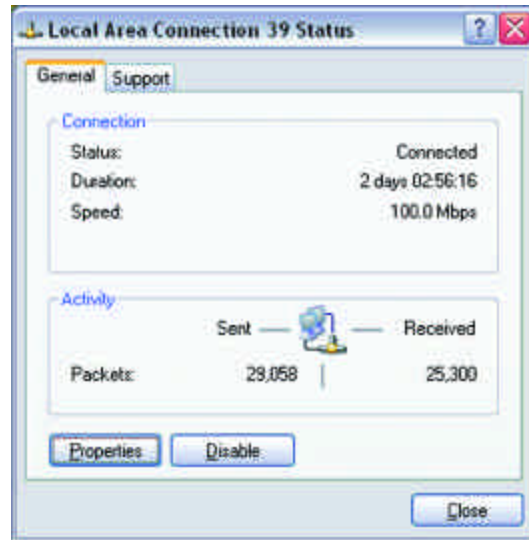 Local Area Connection 39 Status
General Support
Connection
Status: Connected
Duration: 2 days 02:56:16
Speed: 100.0 Mbps
Activity
Sent Received
Packets: 29,058 25,300
Properties Disable
Close